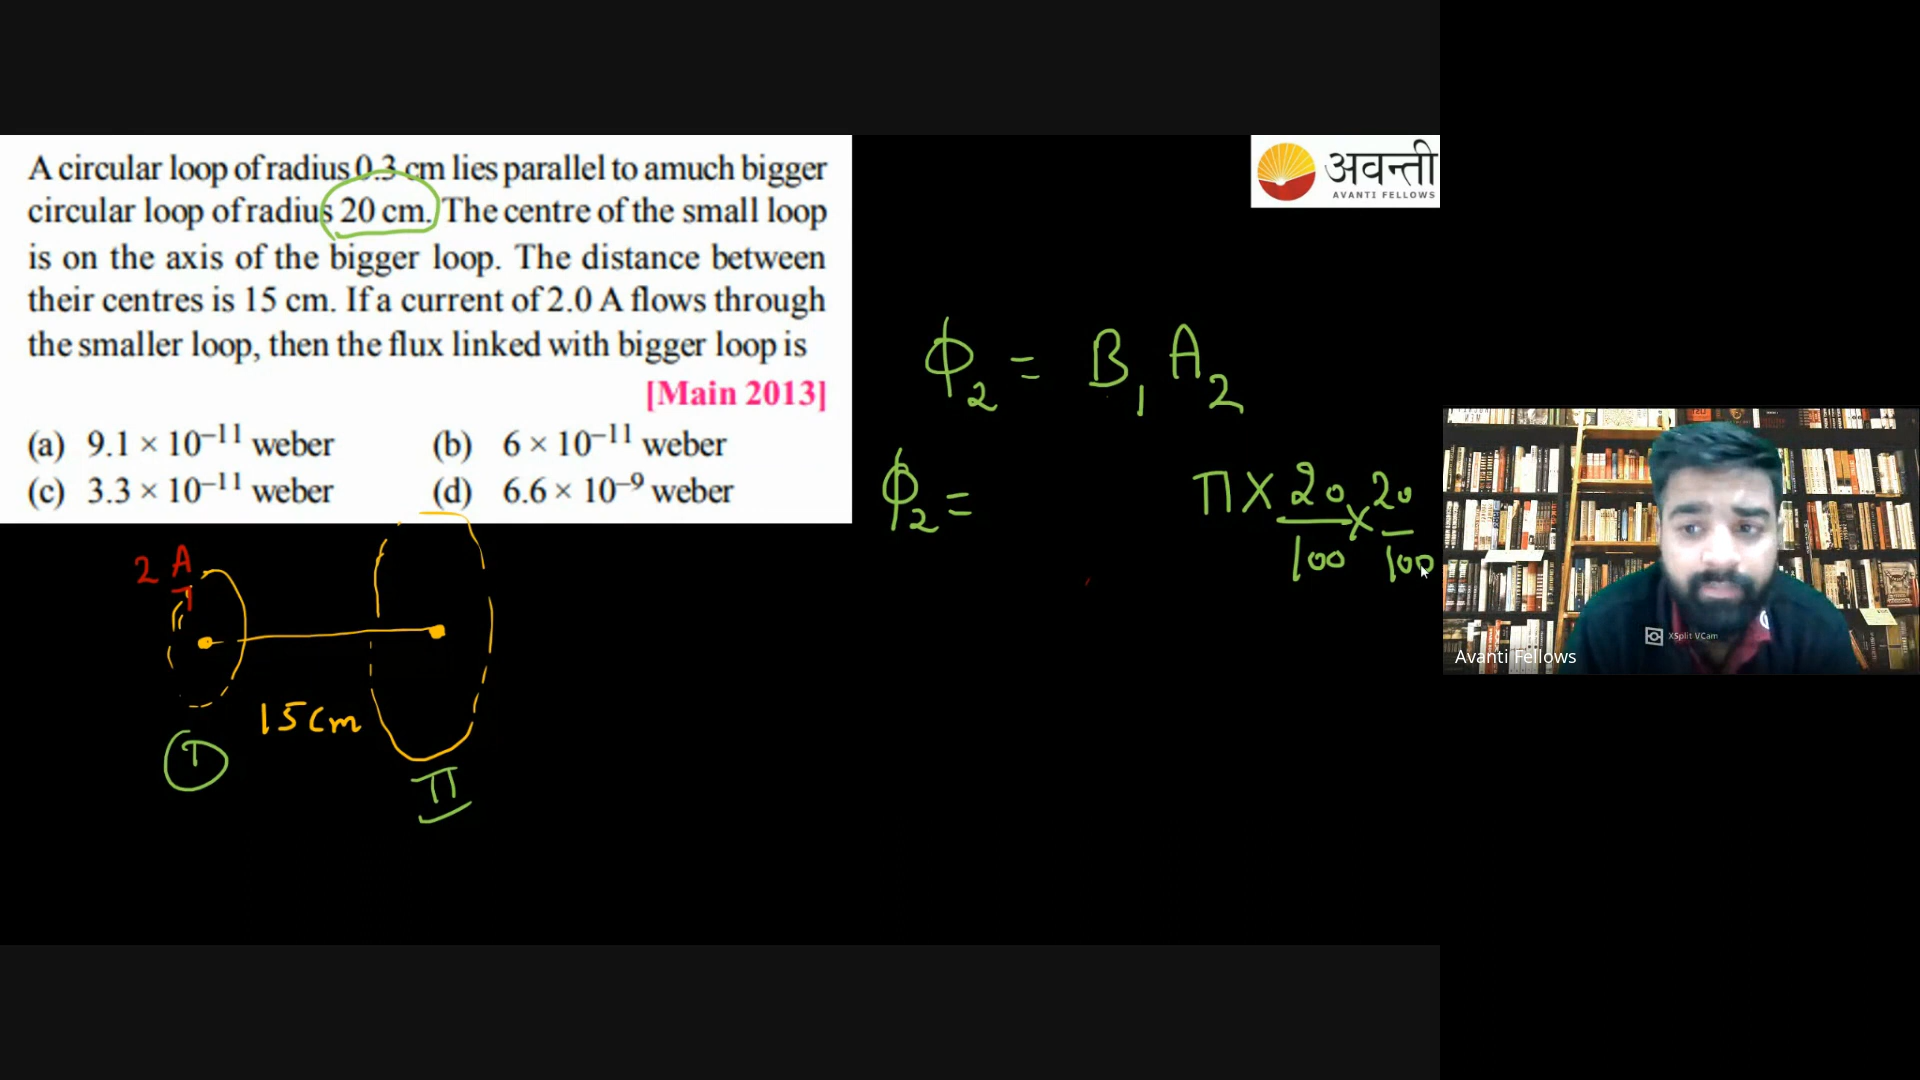 A circular loop of radius 0.3 cm lies parallel to amuch bigger
circular loop of radius 20 cm. The centre of the small loop
is on the axis of the bigger loop. The distance between
their centres is 15 cm. If a current of 2.0 A flows through
the smaller loop, then the flux linked with bigger loop is
[Main 2013]
(a) 9.1 × 10⁻¹¹ weber (b) 6 × 10⁻¹¹ weber
(c) 3.3 × 10⁻¹¹ weber (d) 6.6 × 10⁻⁹ weber
अवन्ती
AVANTI FELLOWS
ϕ₂ = B₁ A₂
ϕ₂ = π × 20/100 × 20/100
2 A
15 cm
I
II
XSplit VCam
Avanti Fellows